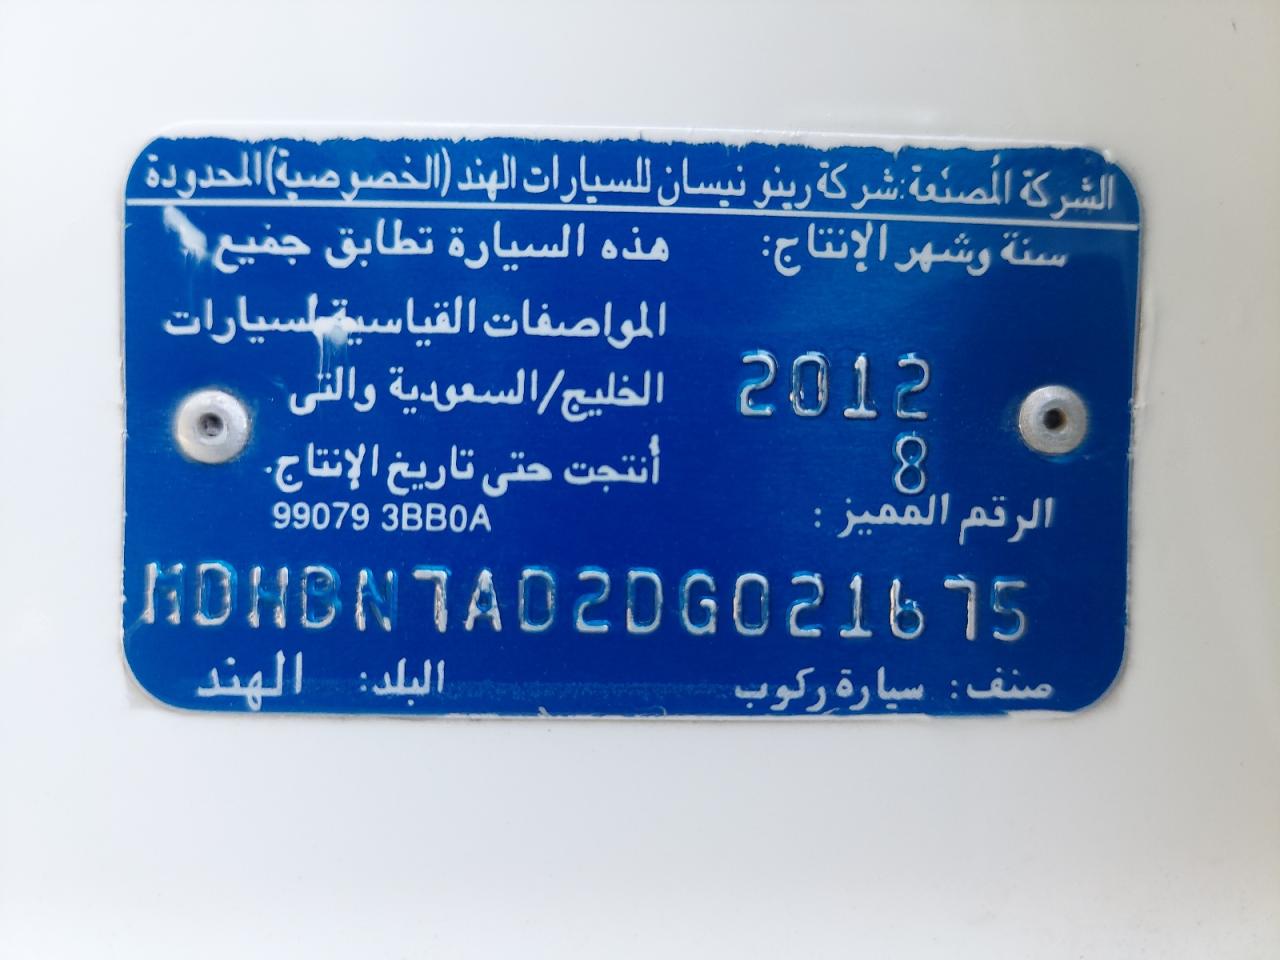 الشركة المُصنعة: شركة رينو نيسان للسيارات الهند (الخصوصية) المحدودة
سنة وشهر الإنتاج:
2012
8
هذه السيارة تطابق جميع
المواصفات القياسية لسيارات
الخليج/السعودية والتى
أنتجت حتى تاريخ الإنتاج.
99079 3BB0A
الرقم المميز :
MDHBN7AD2DG021675
صنف: سيارة ركوب
البلد: الهند